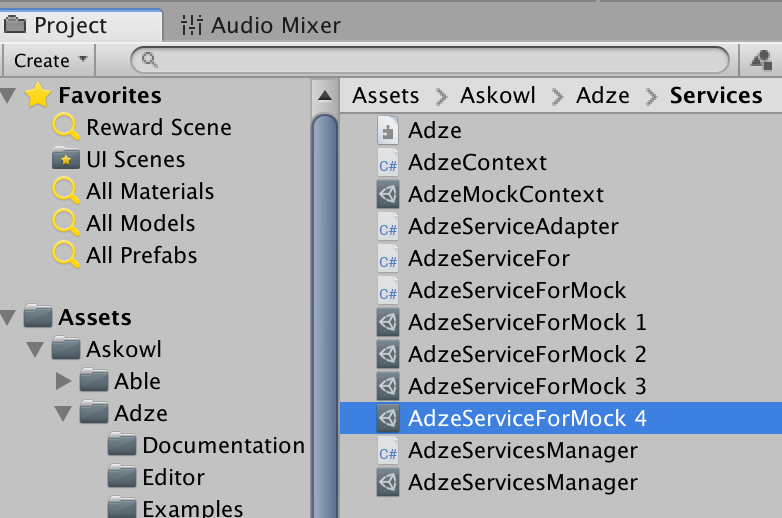 Project
Audio Mixer
Create
Favorites
Reward Scene
UI Scenes
All Materials
All Models
All Prefabs
Assets
Askowl
Able
Adze
Documentation
Editor
Examples
Assets > Askowl > Adze > Services
Adze
C# AdzeContext
AdzeMockContext
C# AdzeServiceAdapter
C# AdzeServiceFor
C# AdzeServiceForMock
AdzeServiceForMock 1
AdzeServiceForMock 2
AdzeServiceForMock 3
AdzeServiceForMock 4
C# AdzeServicesManager
AdzeServicesManager